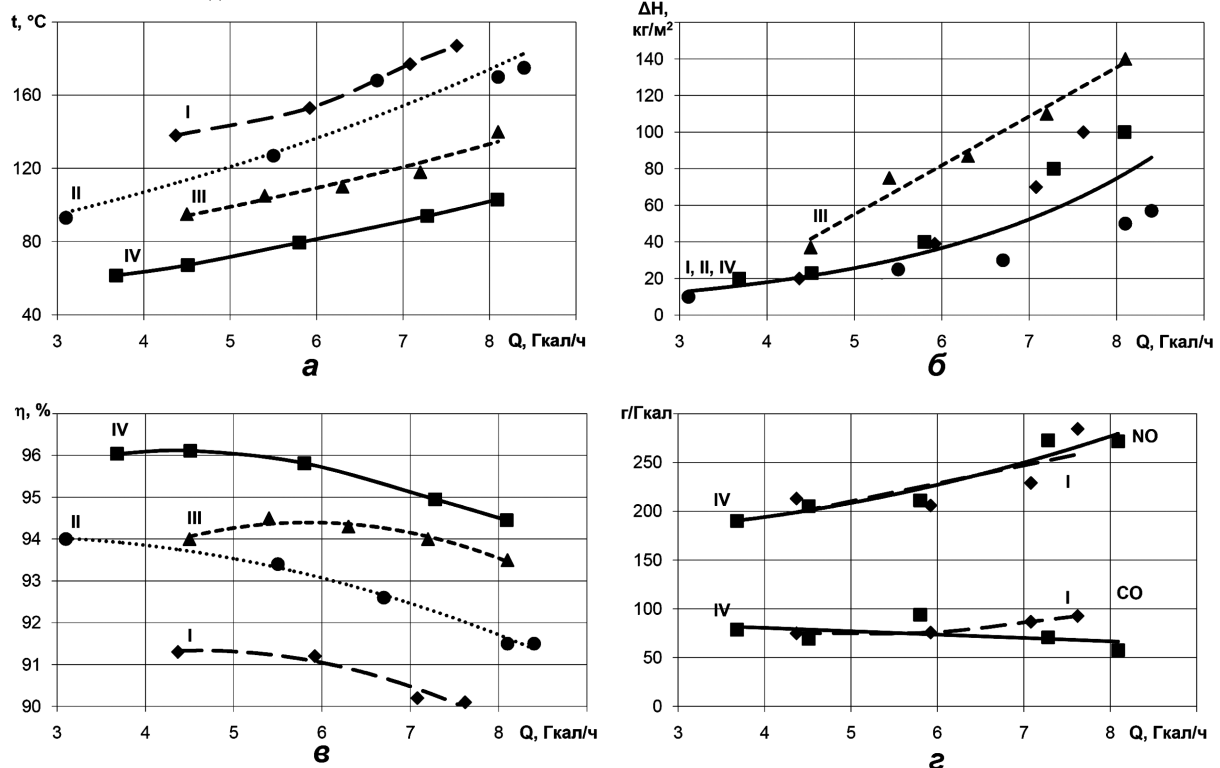 t, °C
160
120
80
40
I
II
III
IV
3 4 5 6 7 8 Q, Гкал/ч
а
ΔH,
кг/м²
140
120
100
80
60
40
20
0
III
I, II, IV
3 4 5 6 7 8 Q, Гкал/ч
б
η, %
96
95
94
93
92
91
90
IV
II
III
I
3 4 5 6 7 8 Q, Гкал/ч
в
г/Гкал
250
200
150
100
50
0
NO
I
IV
CO
I
IV
3 4 5 6 7 8 Q, Гкал/ч
г